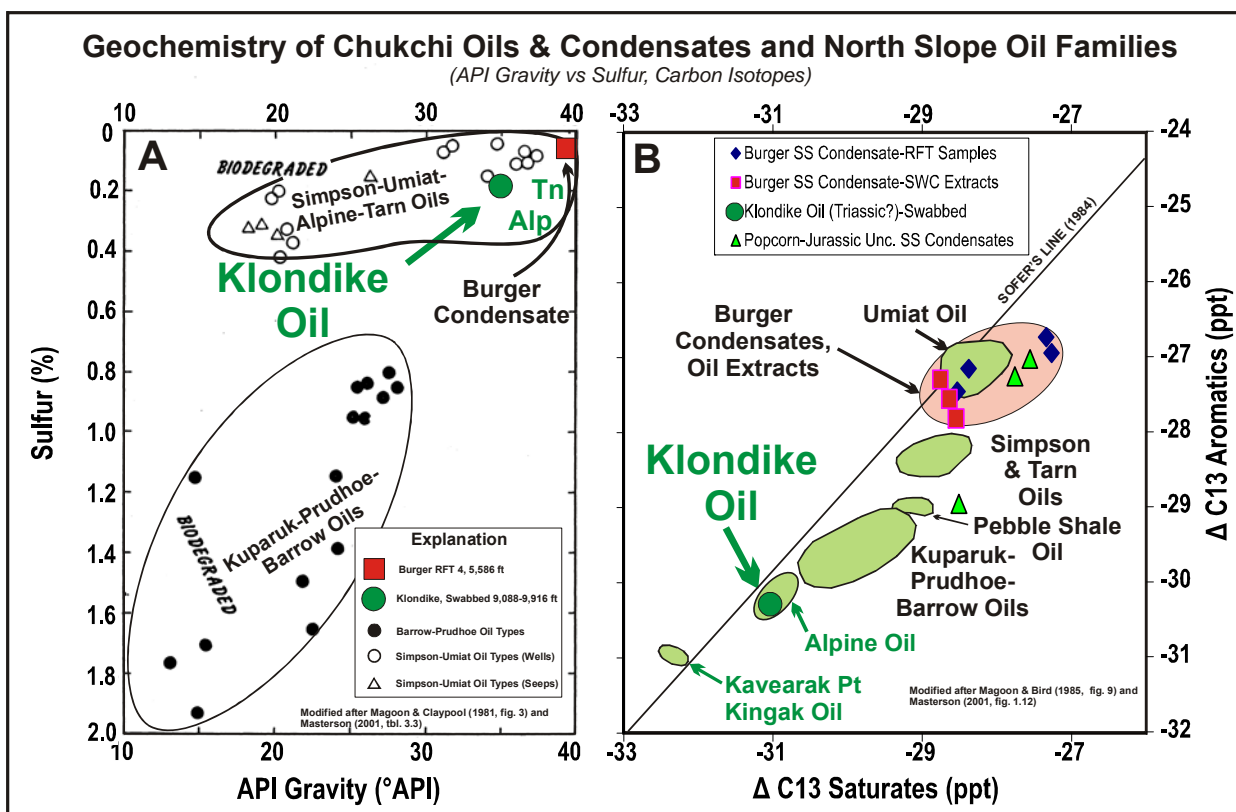 Geochemistry of Chukchi Oils & Condensates and North Slope Oil Families
(API Gravity vs Sulfur, Carbon Isotopes)
10 20 30 40
A
0
0.2
0.4
0.6
0.8
1.0
1.2
1.4
1.6
1.8
2.0
Sulfur (%)
BIODEGRADED
Simpson-Umiat-
Alpine-Tarn Oils
Tn
Alp
Klondike
Oil
Burger
Condensate
BIODEGRADED
Kuparuk-Prudhoe-
Barrow Oils
Explanation
Burger RFT 4, 5,586 ft
Klondike, Swabbed 9,088-9,916 ft
Barrow-Prudhoe Oil Types
Simpson-Umiat Oil Types (Wells)
Simpson-Umiat Oil Types (Seeps)
Modified after Magoon & Claypool (1981, fig. 3) and
Masterson (2001, tbl. 3.3)
10 20 30 40
API Gravity (°API)
-33 -31 -29 -27
B
Burger SS Condensate-RFT Samples
Burger SS Condensate-SWC Extracts
Klondike Oil (Triassic?)-Swabbed
Popcorn-Jurassic Unc. SS Condensates
SOFER'S LINE (1984)
Burger
Condensates,
Oil Extracts
Umiat Oil
Klondike
Oil
Simpson
& Tarn
Oils
Pebble Shale
Oil
Kuparuk-
Prudhoe-
Barrow Oils
Alpine Oil
Kavearak Pt
Kingak Oil
Modified after Magoon & Bird (1985, fig. 9) and
Masterson (2001, fig. 1.12)
-24
-25
-26
-27
-28
-29
-30
-31
-32
Δ C13 Aromatics (ppt)
-33 -31 -29 -27
Δ C13 Saturates (ppt)